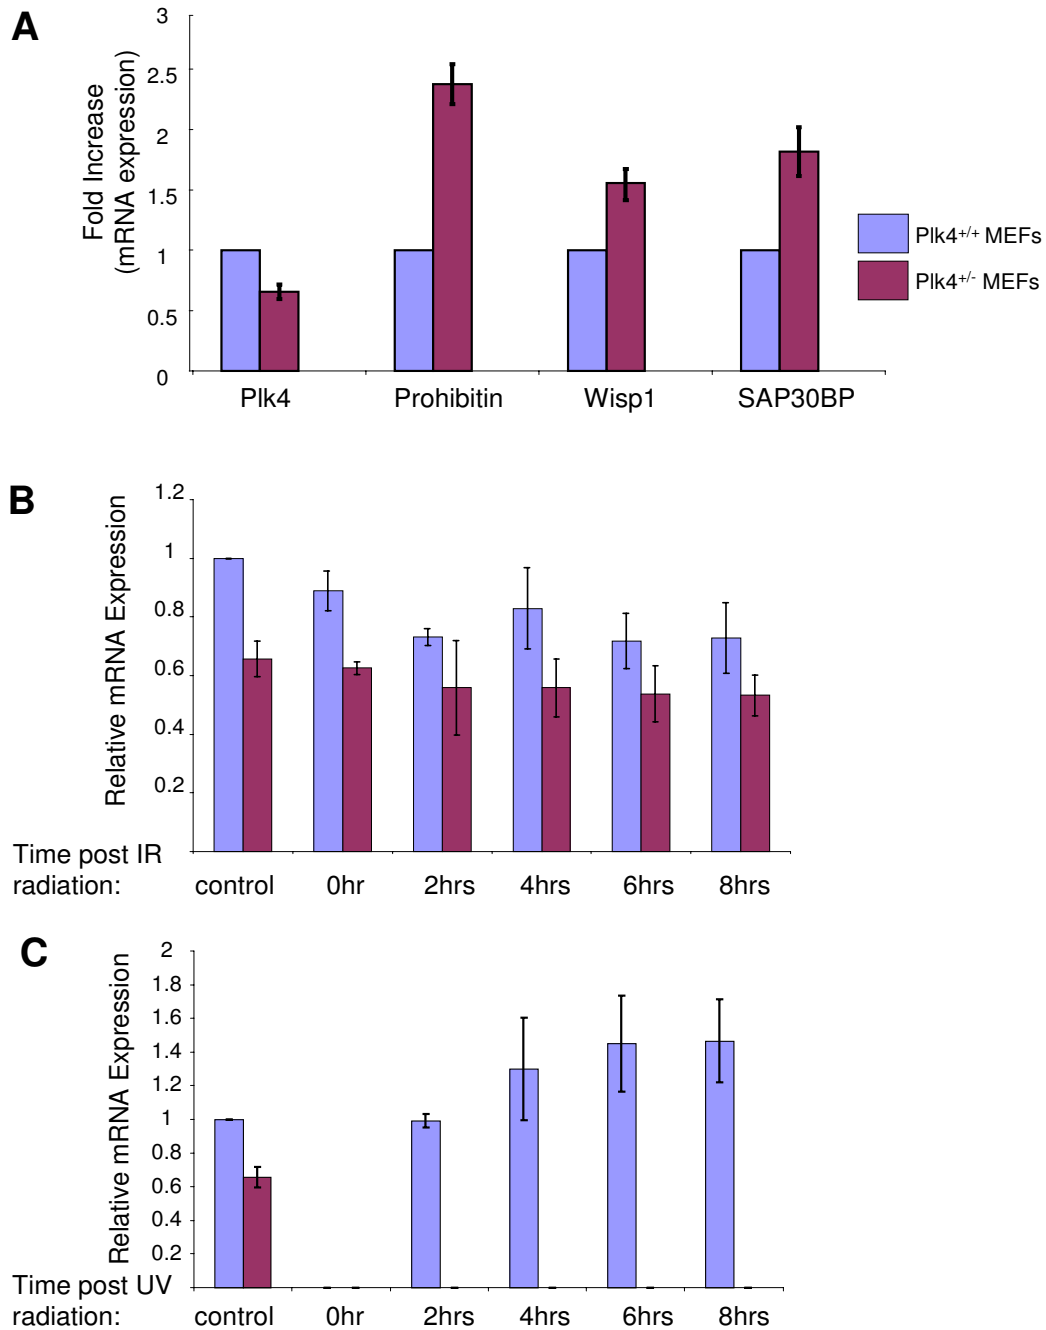 A
Fold Increase
(mRNA expression)
3
2.5
2
1.5
1
0.5
0
Plk4 Prohibitin Wisp1 SAP30BP
Plk4+/+ MEFs
Plk4+/- MEFs
B
Relative mRNA Expression
1.2
1
0.8
0.6
0.4
0.2
Time post IR
radiation: control 0hr 2hrs 4hrs 6hrs 8hrs
C
Relative mRNA Expression
2
1.8
1.6
1.4
1.2
1
0.8
0.6
0.4
0.2
Time post UV
radiation: control 0hr 2hrs 4hrs 6hrs 8hrs